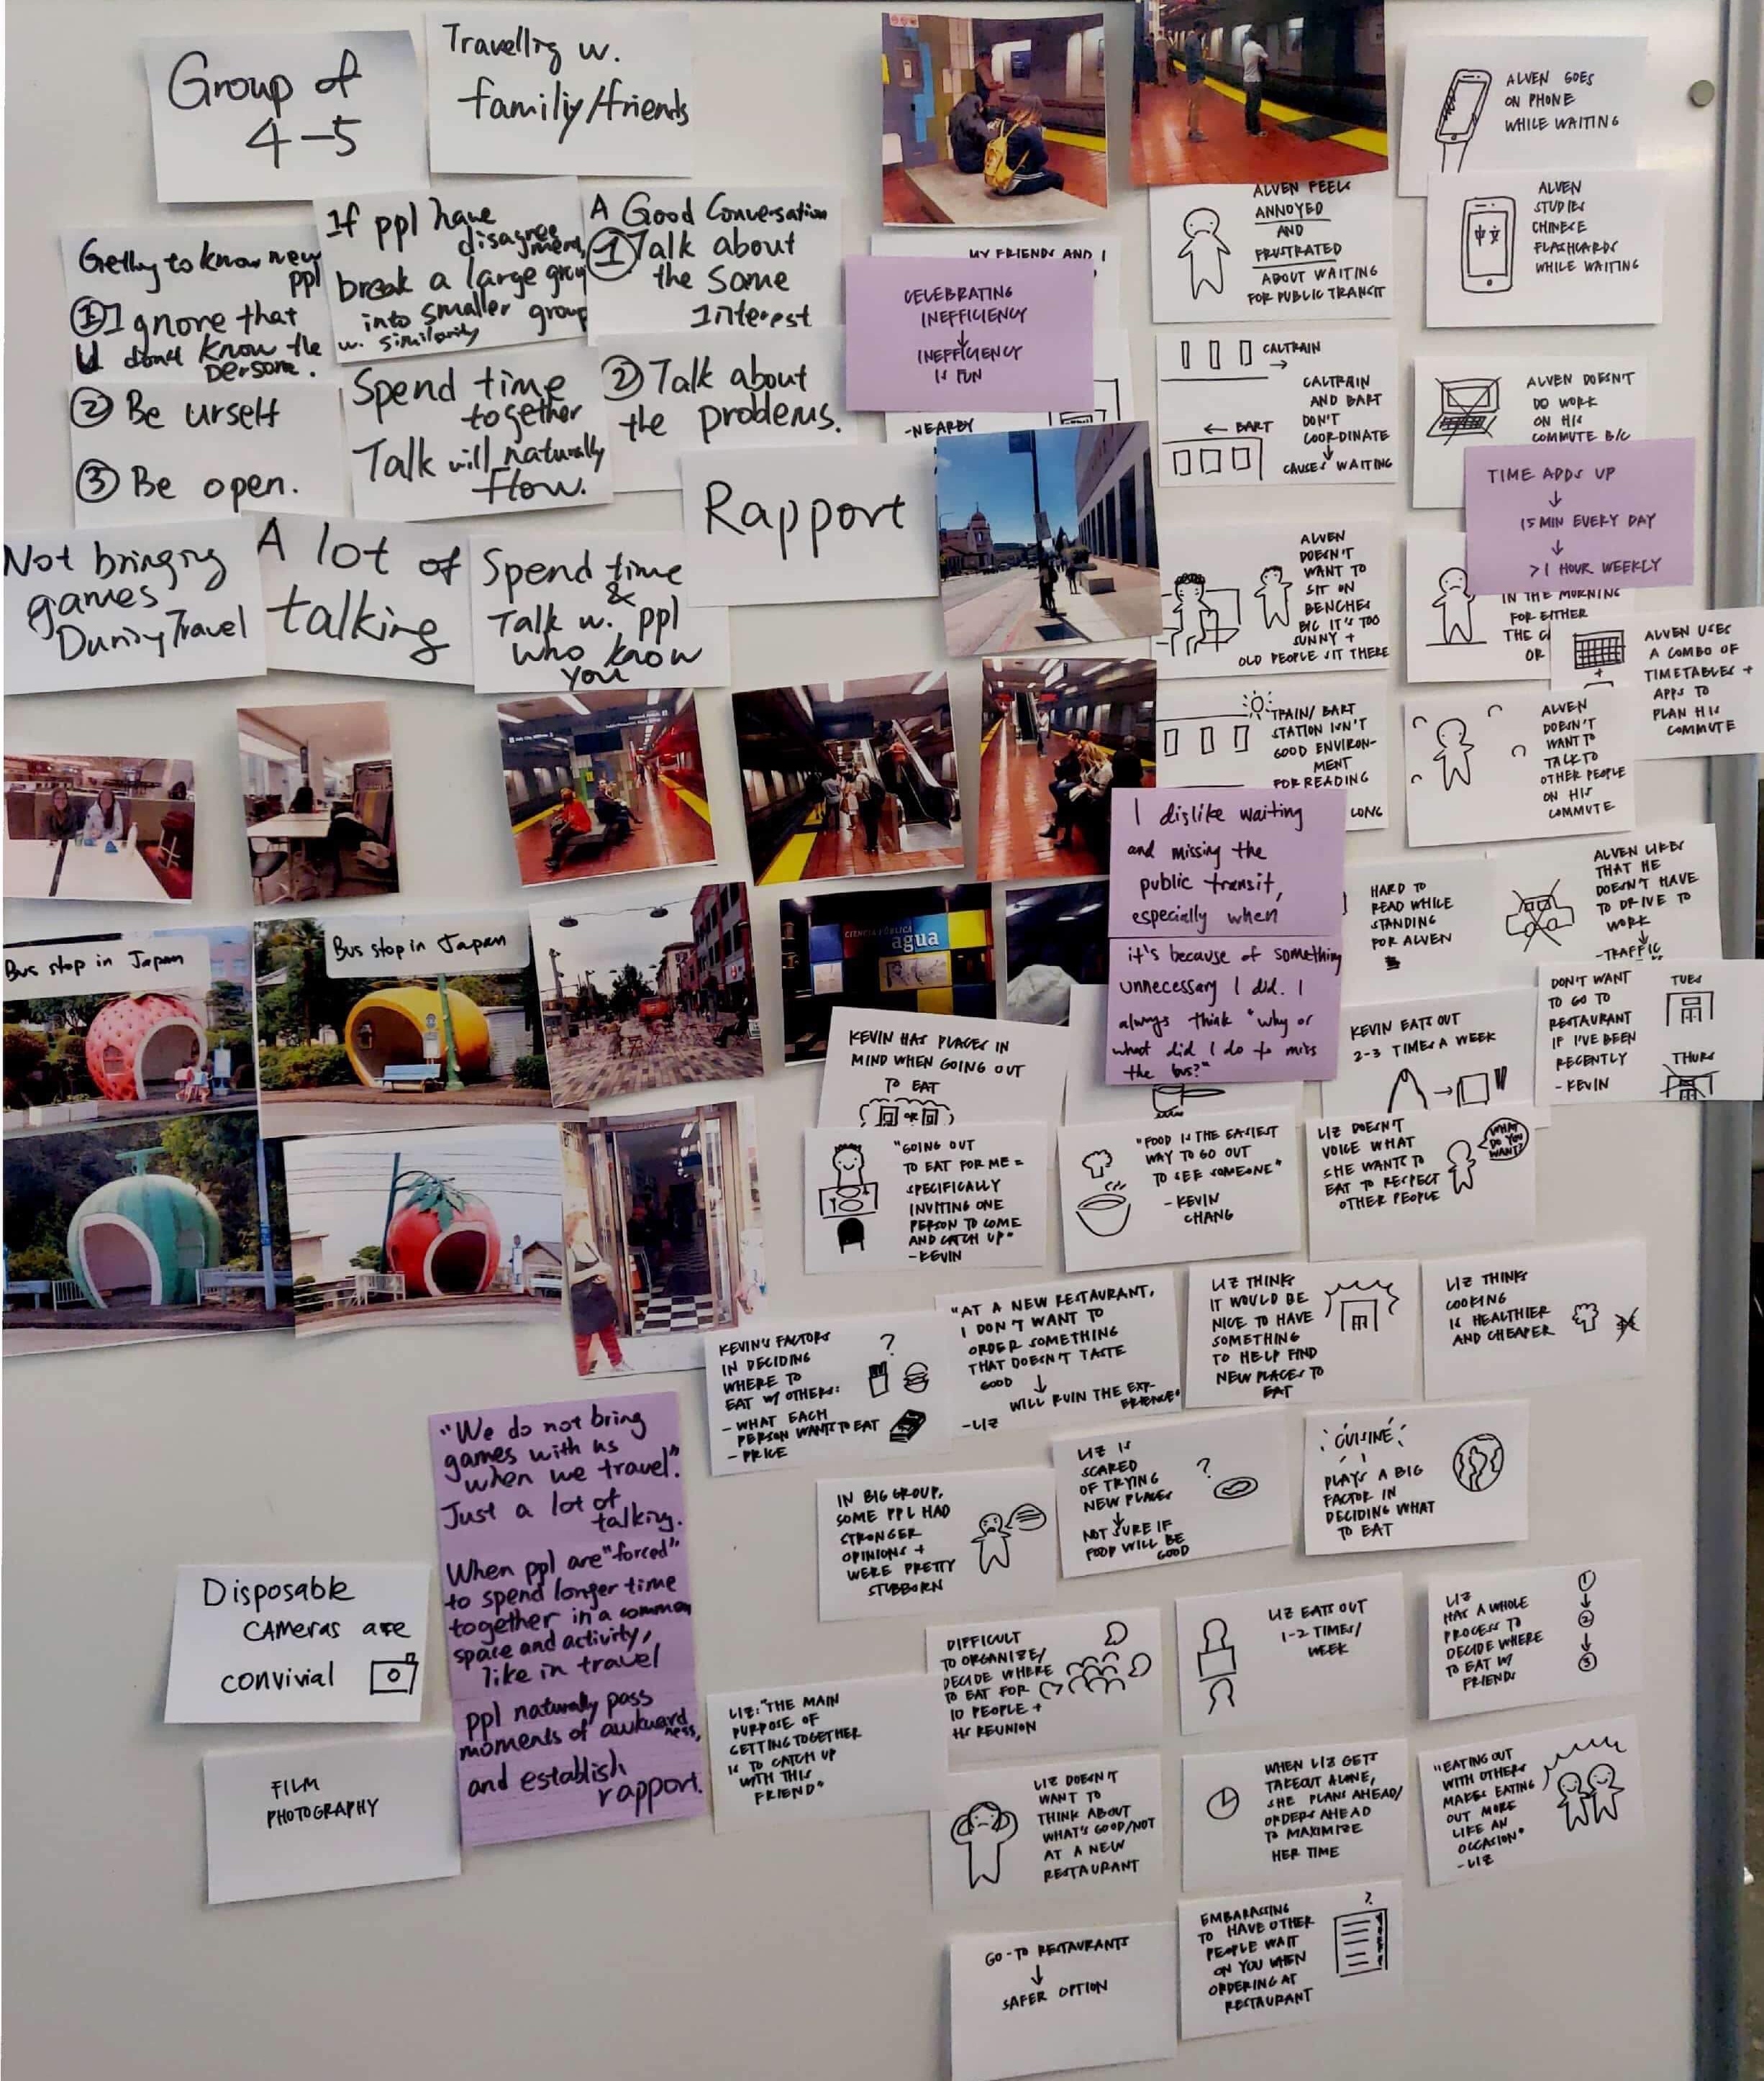 Group of
4-5
Travelling w.
family/friends
Getting to know new
ppl
① Ignore that
U don't know the
person.
② Be urself
③ Be open.
If ppl have
disagreement,
break a large group
into smaller group
w. similarity
A Good Conversation
① Talk about
the same
Interest
② Talk about
the problems.
Spend time
together
Talk will naturally
flow.
Rapport
Not bringing
games
During Travel
A lot of
talking
Spend time
&
Talk w. ppl
who know
you
MY FRIENDS AND I
CELEBRATING
INEFFICIENCY
↓
INEFFICIENCY
IS FUN
-NEARBY
ALVEN GOES
ON PHONE
WHILE WAITING
ALVEN FEELS
ANNOYED
AND
FRUSTRATED
ABOUT WAITING
FOR PUBLIC TRANSIT
ALVEN
STUDIES
CHINESE
FLASHCARDS
WHILE WAITING
中文
CALTRAIN
→
CALTRAIN
AND BART
DON'T
COORDINATE
↓
CAUSES WAITING
← BART
ALVEN DOESN'T
DO WORK
ON HIS
COMMUTE B/C
TIME ADDS UP
↓
15 MIN EVERY DAY
↓
>1 HOUR WEEKLY
IN THE MORNING
FOR EITHER
THE
OR
ALVEN
DOESN'T
WANT TO
SIT ON
BENCHES
B/C IT'S TOO
SUNNY +
OLD PEOPLE SIT THERE
ALVEN USES
A COMBO OF
TIMETABLES +
APPS TO
PLAN HIS
COMMUTE
TRAIN/BART
STATION ISN'T
GOOD ENVIRON-
MENT
FOR READING
LONG
ALVEN
DOESN'T
WANT TO
TALK TO
OTHER PEOPLE
ON HIS
COMMUTE
I dislike waiting
and missing the
public transit,
especially when
it's because of something
unnecessary I did. I
always think "why or
what did I do to miss
the bus?"
HARD TO
READ WHILE
STANDING
FOR ALVEN
ALVEN LIKES
THAT HE
DOESN'T HAVE
TO DRIVE TO
WORK
↓
-TRAFFIC
Bus stop in Japan
Bus stop in Japan
CIENCIA PÚBLICA
agua
KEVIN HAS PLACES IN
MIND WHEN GOING OUT
TO EAT
OR
KEVIN EATS OUT
2-3 TIMES A WEEK
DON'T WANT
TO GO TO
RESTAURANT
IF I'VE BEEN
RECENTLY
-KEVIN
TUES
THURS
"GOING OUT
TO EAT FOR ME =
SPECIFICALLY
INVITING ONE
PERSON TO COME
AND CATCH UP"
-KEVIN
"FOOD IS THE EASIEST
WAY TO GO OUT
TO SEE SOMEONE"
- KEVIN
CHANG
LIZ DOESN'T
VOICE WHAT
SHE WANTS TO
EAT TO RESPECT
OTHER PEOPLE
WHAT
DO YOU
WANT?
KEVIN'S FACTORS
IN DECIDING
WHERE TO
EAT W/ OTHERS:
- WHAT EACH
PERSON WANTS TO EAT
- PRICE
?
"AT A NEW RESTAURANT,
I DON'T WANT TO
ORDER SOMETHING
THAT DOESN'T TASTE
GOOD
↓
WILL RUIN THE EXP-
ERIENCE"
-LIZ
LIZ THINKS
IT WOULD BE
NICE TO HAVE
SOMETHING
TO HELP FIND
NEW PLACES TO
EAT
LIZ THINKS
COOKING
IS HEALTHIER
AND CHEAPER
"We do not bring
games with us
when we travel."
Just a lot of
talking.
When ppl are "forced"
to spend longer time
together in a common
space and activity,
like in travel
ppl naturally pass
moments of awkward
ness,
and establish
rapport.
IN BIG GROUP,
SOME PPL HAD
STRONGER
OPINIONS +
WERE PRETTY
STUBBORN
LIZ IS
SCARED
OF TRYING
NEW PLACES
↓
NOT SURE IF
FOOD WILL BE
GOOD
?
CUISINE
PLAYS A BIG
FACTOR IN
DECIDING WHAT
TO EAT
Disposable
cameras are
convivial
FILM
PHOTOGRAPHY
LIZ: "THE MAIN
PURPOSE OF
GETTING TOGETHER
IS TO CATCH UP
WITH THIS
FRIEND"
DIFFICULT
TO ORGANIZE/
DECIDE WHERE
TO EAT FOR
10 PEOPLE +
HS REUNION
LIZ EATS OUT
1-2 TIMES/
WEEK
LIZ
HAS A WHOLE
PROCESS TO
DECIDE WHERE
TO EAT W/
FRIENDS
①
↓
②
↓
③
LIZ DOESN'T
WANT TO
THINK ABOUT
WHAT'S GOOD/NOT
AT A NEW
RESTAURANT
WHEN LIZ GETS
TAKEOUT ALONE,
SHE PLANS AHEAD/
ORDERS AHEAD
TO MAXIMIZE
HER TIME
"EATING OUT
WITH OTHERS
MAKES EATING
OUT MORE
LIKE AN
OCCASION"
-LIZ
GO-TO RESTAURANTS
↓
SAFER OPTION
EMBARASSING
TO HAVE OTHER
PEOPLE WAIT
ON YOU WHEN
ORDERING AT
RESTAURANT
?